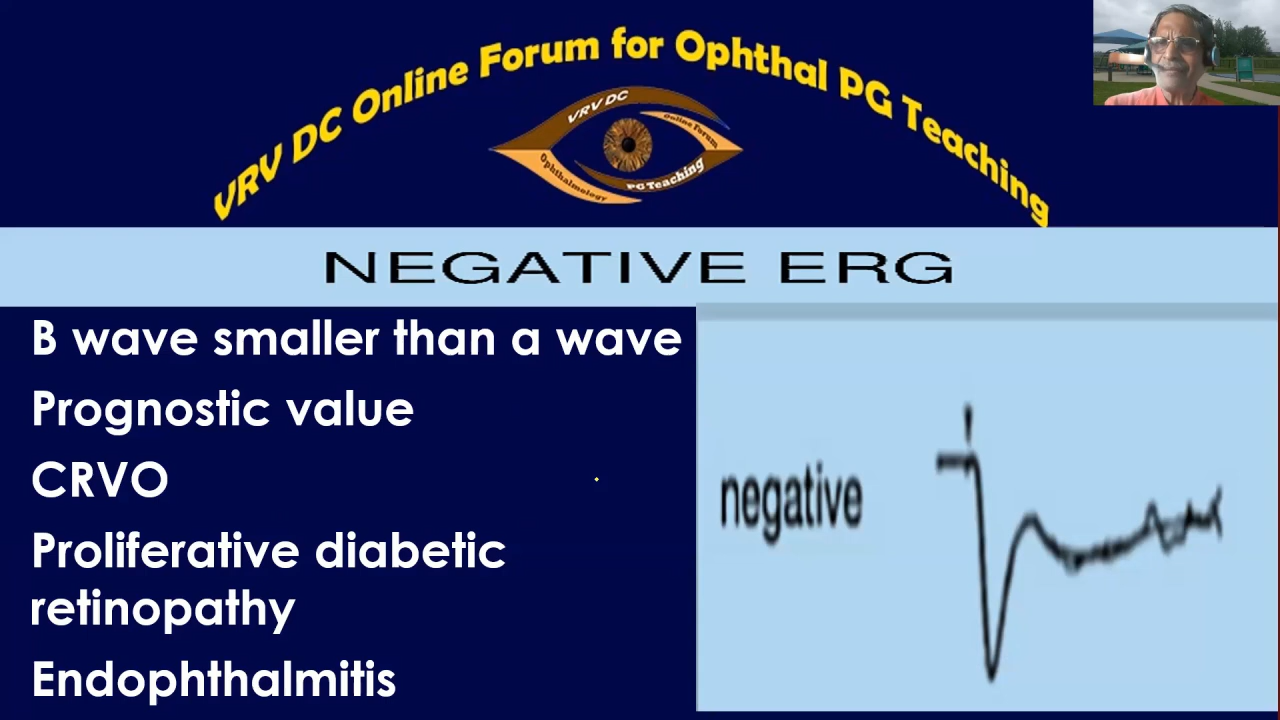 VRV DC Online Forum for Ophthal PG Teaching
VRV DC
Online Forum
Ophthalmology
PG Teaching
NEGATIVE ERG
B wave smaller than a wave
Prognostic value
CRVO
Proliferative diabetic
retinopathy
Endophthalmitis
negative